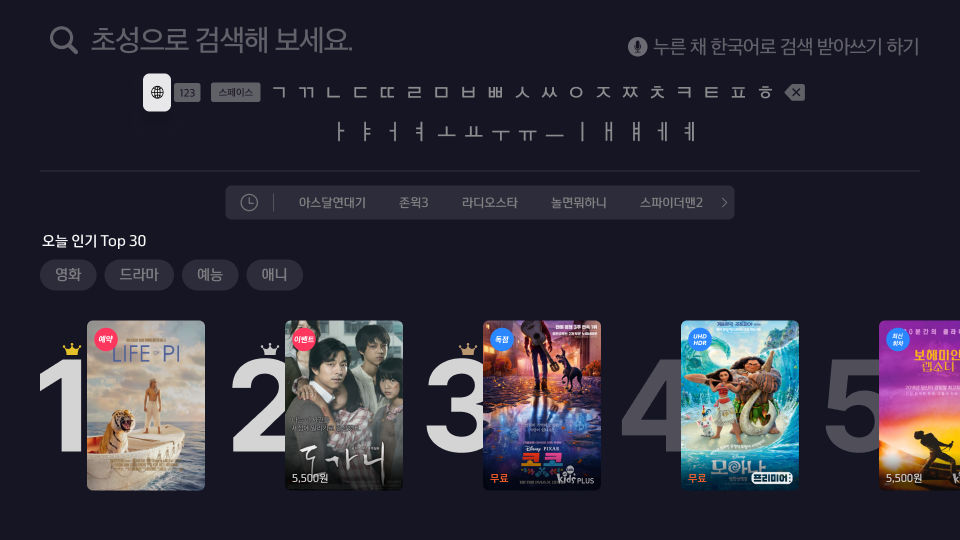 초성으로 검색해 보세요.
누른 채 한국어로 검색 받아쓰기 하기
123 스페이스 ㄱ ㄲ ㄴ ㄷ ㄸ ㄹ ㅁ ㅂ ㅃ ㅅ ㅆ ㅇ ㅈ ㅉ ㅊ ㅋ ㅌ ㅍ ㅎ
ㅏ ㅑ ㅓ ㅕ ㅗ ㅛ ㅜ ㅠ ㅡ ㅣ ㅐ ㅒ ㅔ ㅖ
아스달연대기 존윅3 라디오스타 놀면뭐하니 스파이더맨2
오늘 인기 Top 30
영화 드라마 예능 애니
1 2 3 4 5
예약
LIFE OF PI
이벤트
도가니
5,500원
독점
DISNEY PIXAR
코코
무료
Kids PLUS
UHD
HDR
모아나
무료
프리미어
최신
회차
보헤미안
랩소디
5,500원